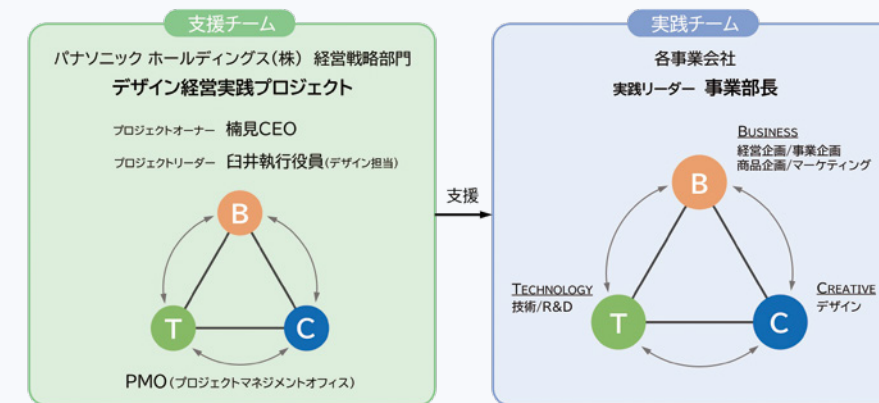 支援チーム
パナソニック ホールディングス(株) 経営戦略部門
デザイン経営実践プロジェクト
プロジェクトオーナー 楠見CEO
プロジェクトリーダー 臼井執行役員(デザイン担当)
B
T
C
PMO(プロジェクトマネジメントオフィス)
支援
実践チーム
各事業会社
実践リーダー 事業部長
BUSINESS
経営企画/事業企画
商品企画/マーケティング
B
TECHNOLOGY
技術/R&D
T
CREATIVE
デザイン
C